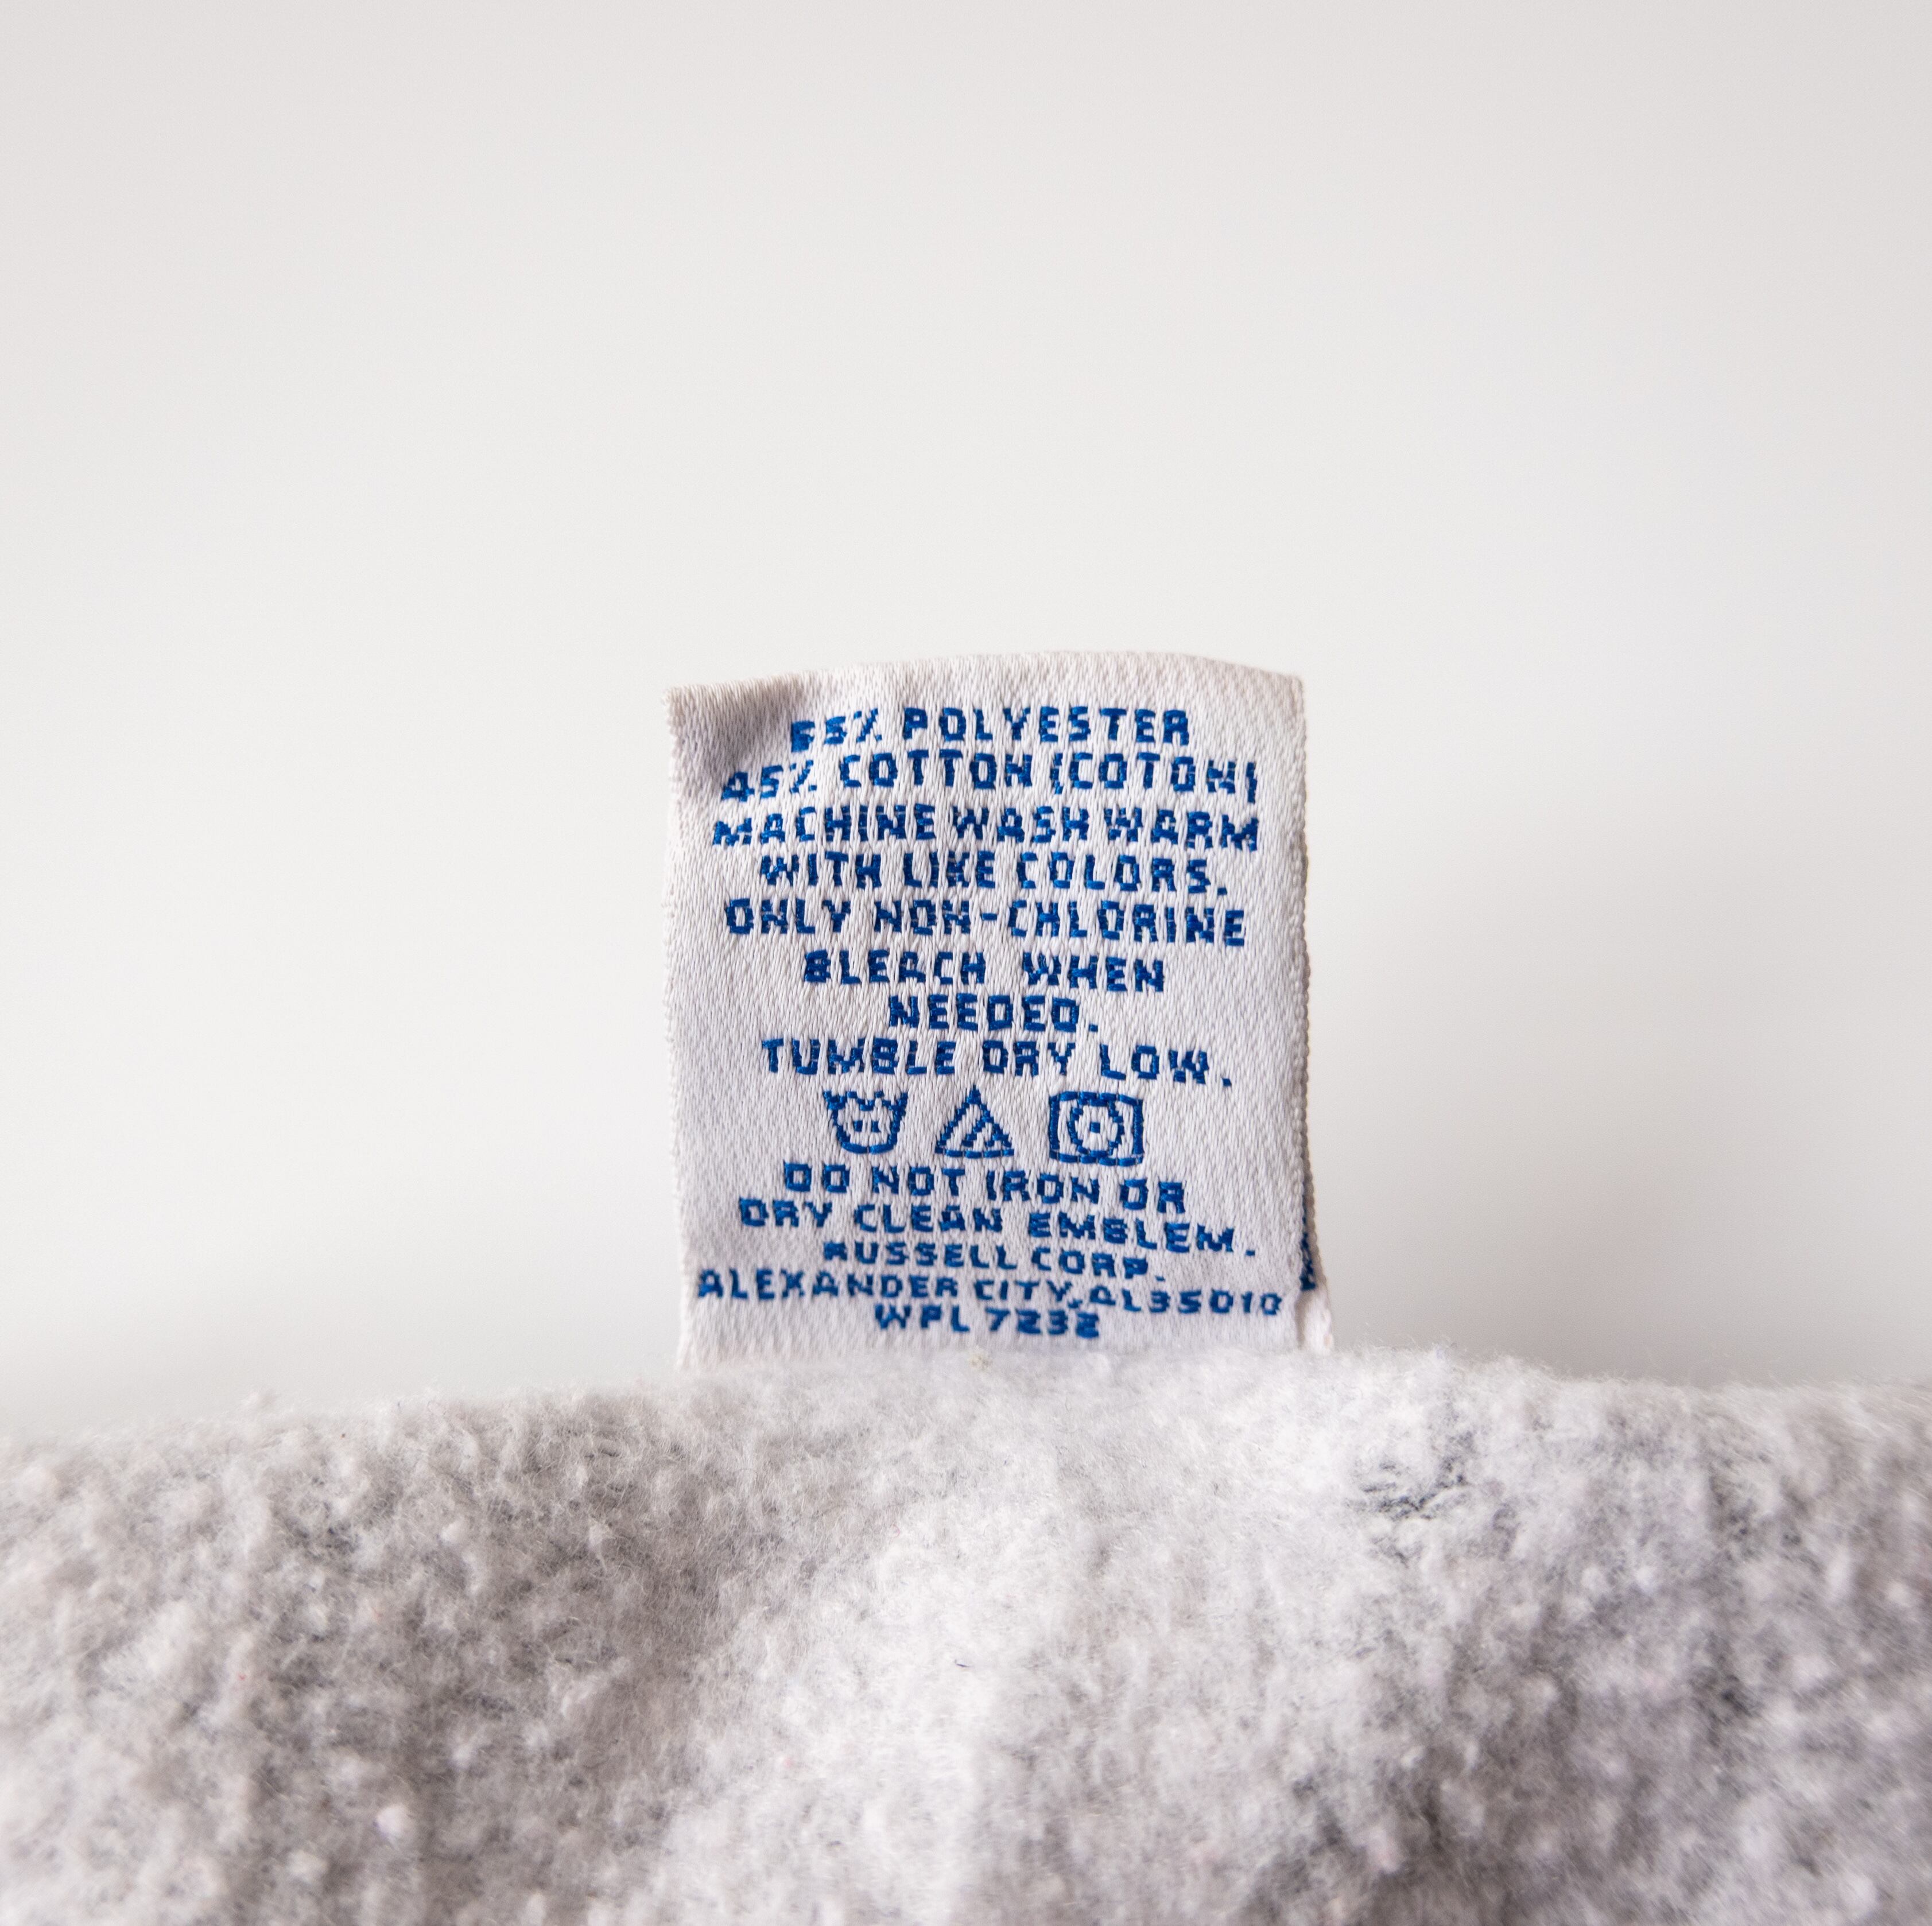 55% POLYESTER
45% COTTON (COTON)
MACHINE WASH WARM
WITH LIKE COLORS.
ONLY NON-CHLORINE
BLEACH WHEN
NEEDED.
TUMBLE DRY LOW.
DO NOT IRON OR
DRY CLEAN EMBLEM.
RUSSELL CORP.
ALEXANDER CITY, AL35010
WPL 7232